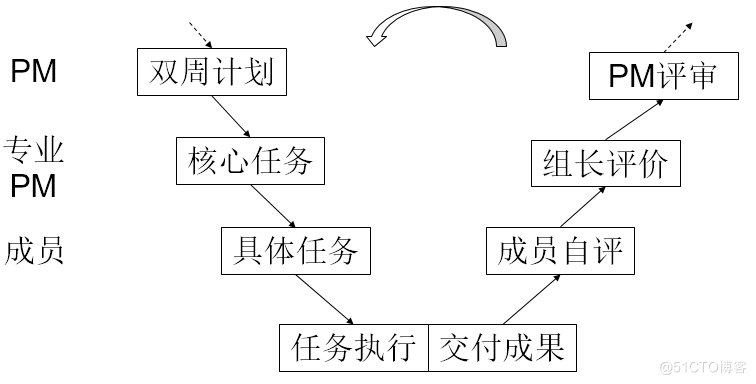 PM
双周计划
PM评审
专业
PM
核心任务
组长评价
成员
具体任务
成员自评
任务执行
交付成果
@51CTO博客